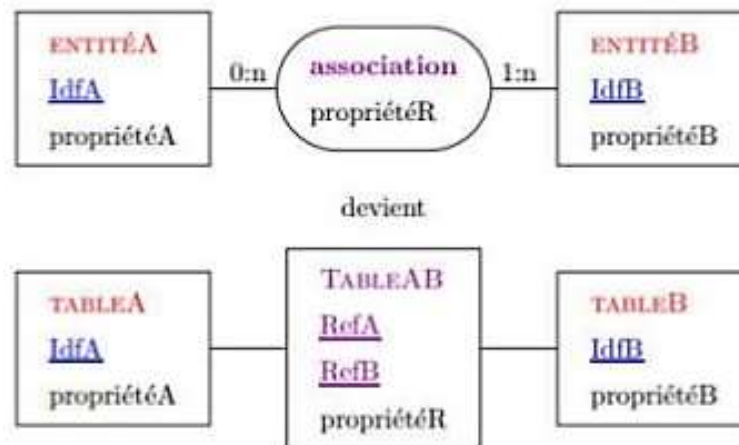 ENTITÉA
IdfA
propriétéA
0:n
association
propriétéR
1:n
ENTITÉB
IdfB
propriétéB
devient
TABLEA
IdfA
propriétéA
TABLEAB
RefA
RefB
propriétéR
TABLEB
IdfB
propriétéB